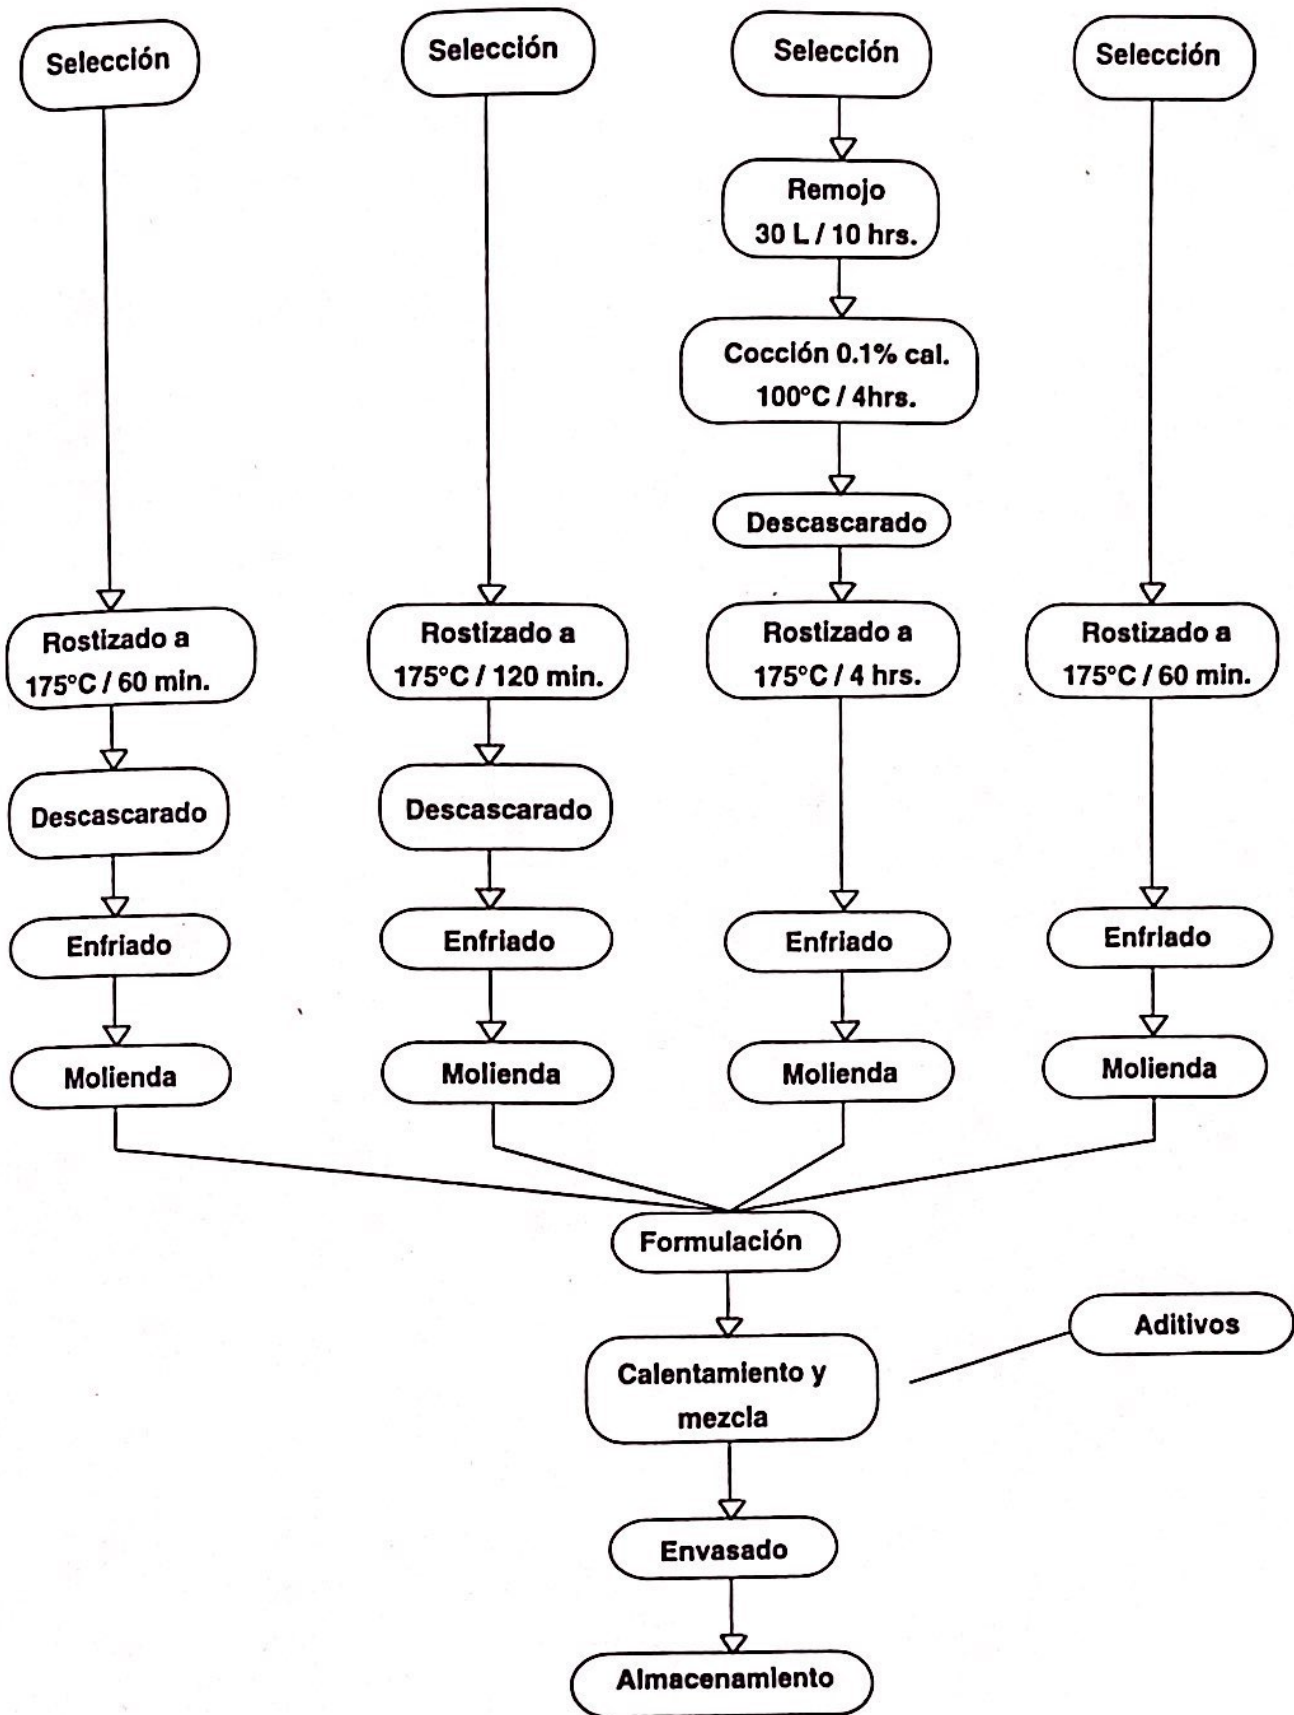 Selección
Selección
Selección
Selección
Remojo
30 L / 10 hrs.
Cocción 0.1% cal.
100°C / 4hrs.
Descascarado
Rostizado a
175°C / 60 min.
Rostizado a
175°C / 120 min.
Rostizado a
175°C / 4 hrs.
Rostizado a
175°C / 60 min.
Descascarado
Descascarado
Enfriado
Enfriado
Enfriado
Enfriado
Molienda
Molienda
Molienda
Molienda
Formulación
Aditivos
Calentamiento y
mezcla
Envasado
Almacenamiento